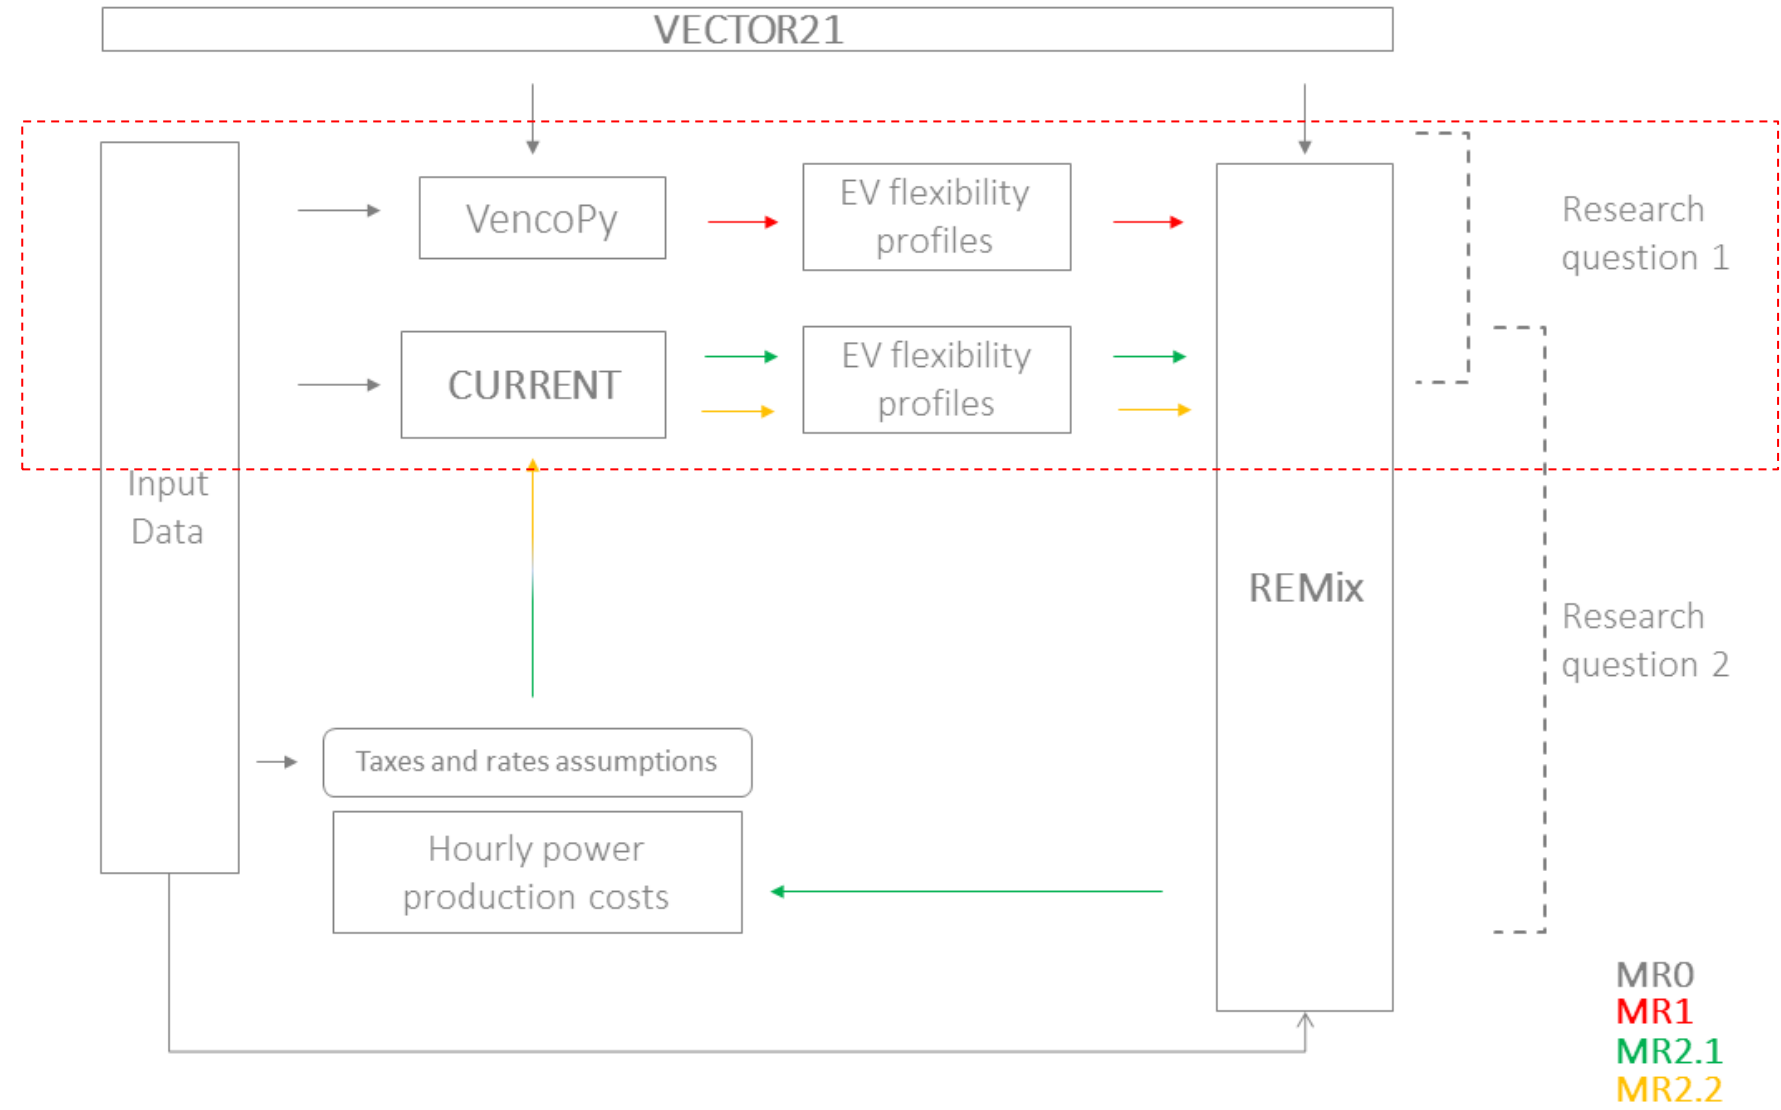 VECTOR21
VencoPy
EV flexibility
profiles
Research
question 1
CURRENT
EV flexibility
profiles
Input
Data
REMix
Research
question 2
Taxes and rates assumptions
Hourly power
production costs
MR0
MR1
MR2.1
MR2.2